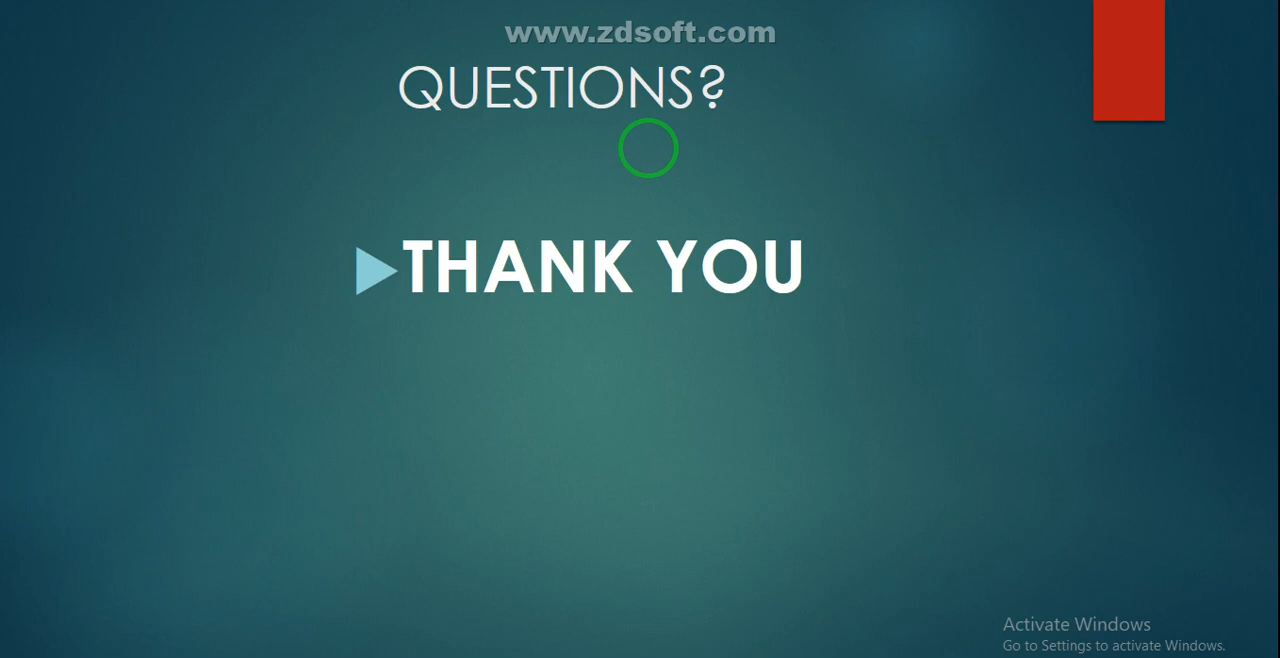 www.zdsoft.com
QUESTIONS?
THANK YOU
Activate Windows
Go to Settings to activate Windows.